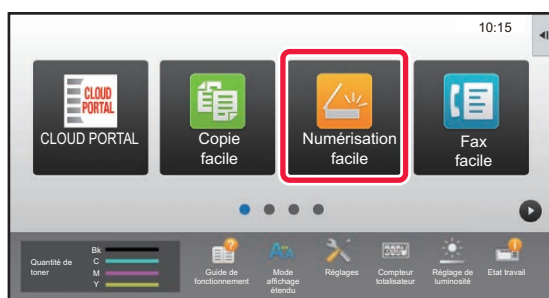 10:15
CLOUD
PORTAL
CLOUD PORTAL
Copie
facile
Numérisation
facile
Fax
facile
Quantité de
toner
Bk
C
M
Y
Guide de
fonctionnement
Mode
affichage
étendu
Réglages
Compteur
totalisateur
Réglage de
luminosité
Etat travail